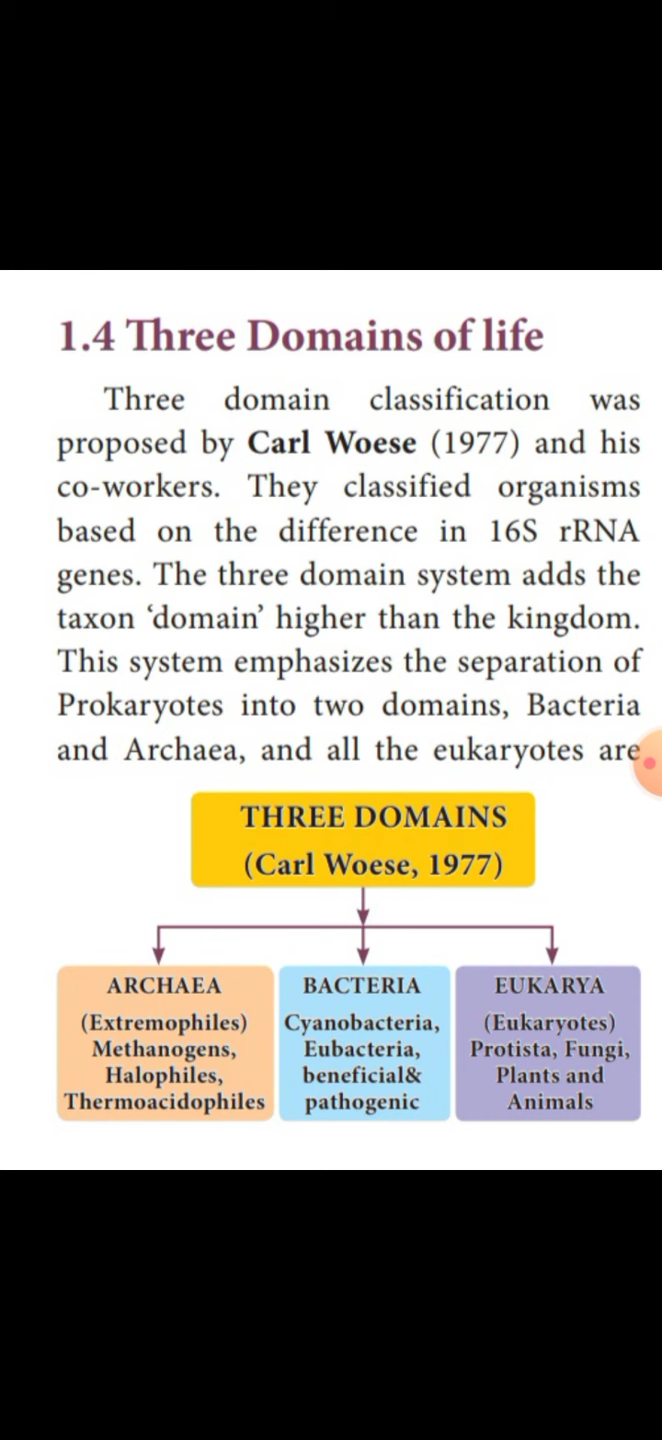 1.4 Three Domains of life
Three domain classification was
proposed by Carl Woese (1977) and his
co-workers. They classified organisms
based on the difference in 16S rRNA
genes. The three domain system adds the
taxon ‘domain’ higher than the kingdom.
This system emphasizes the separation of
Prokaryotes into two domains, Bacteria
and Archaea, and all the eukaryotes are
THREE DOMAINS
(Carl Woese, 1977)
ARCHAEA
(Extremophiles)
Methanogens,
Halophiles,
Thermoacidophiles
BACTERIA
Cyanobacteria,
Eubacteria,
beneficial&
pathogenic
EUKARYA
(Eukaryotes)
Protista, Fungi,
Plants and
Animals